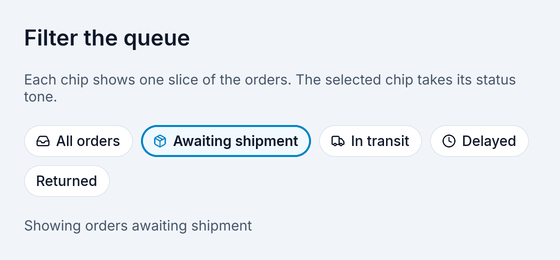 Filter the queue
Each chip shows one slice of the orders. The selected chip takes its status
tone.
All orders
Awaiting shipment
In transit
Delayed
Returned
Showing orders awaiting shipment